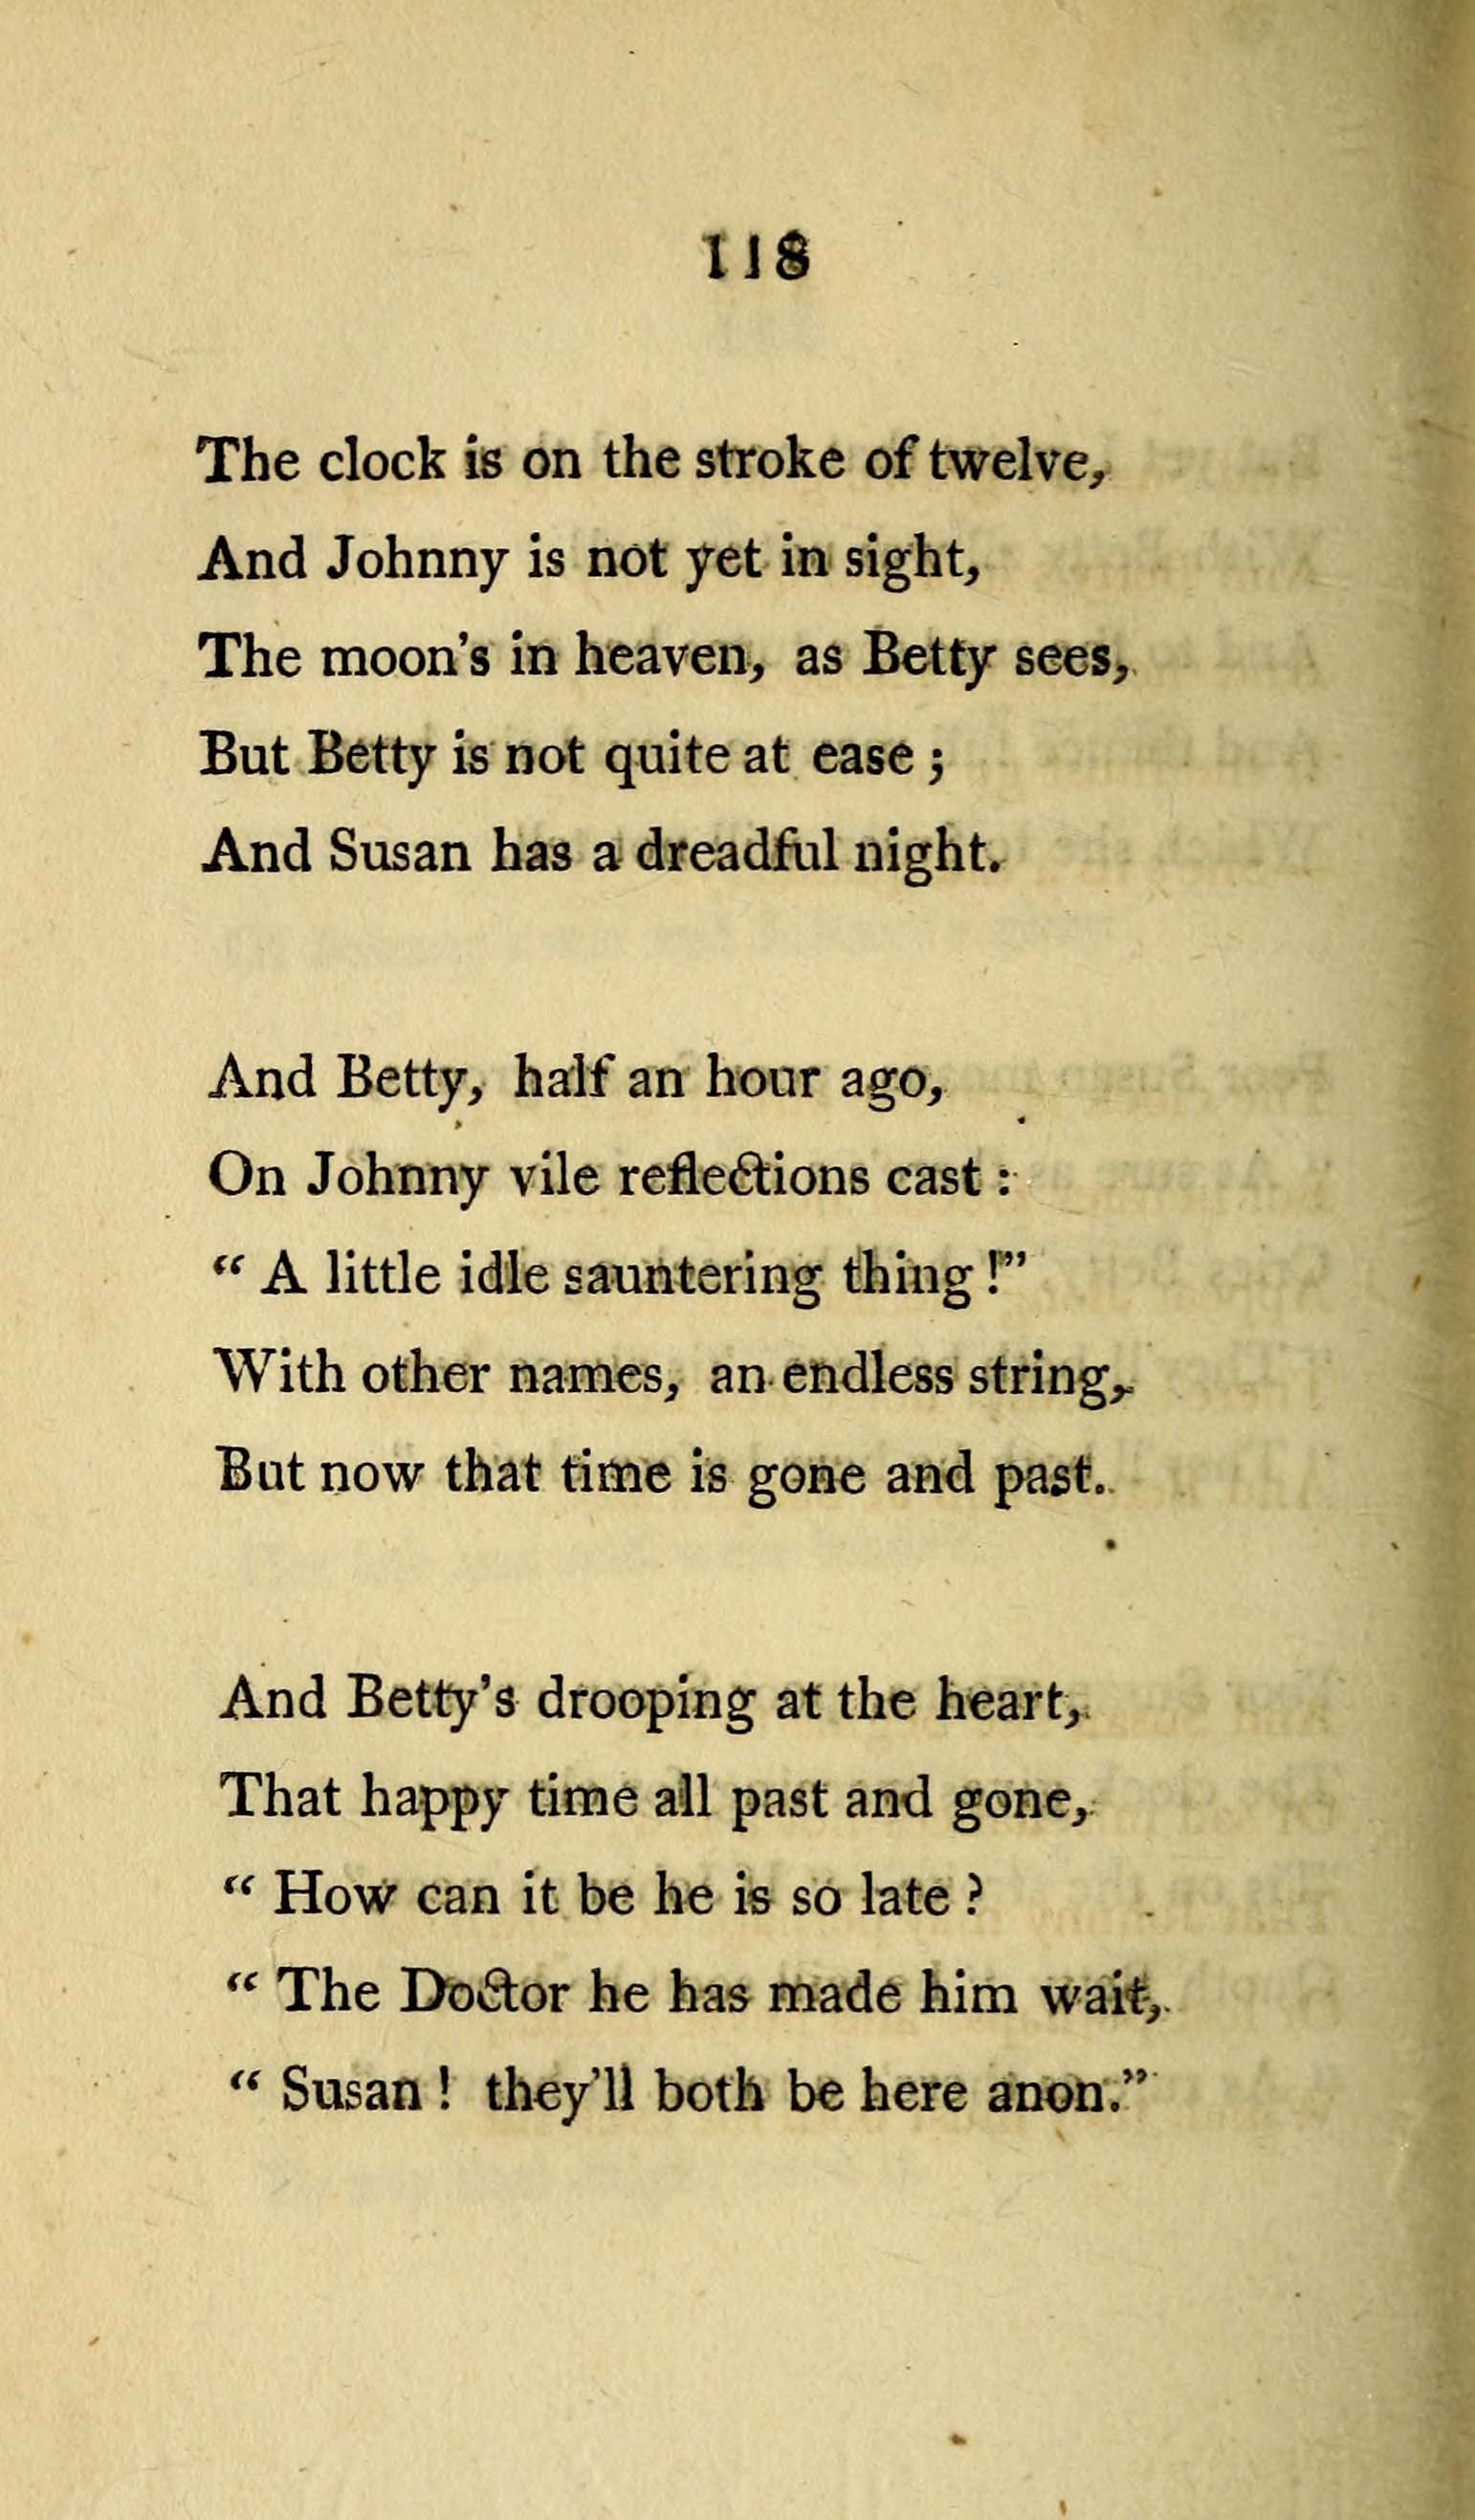 118
The clock is on the stroke of twelve,
And Johnny is not yet in sight,
The moon's in heaven, as Betty sees,
But Betty is not quite at ease ;
And Susan has a dreadful night.
And Betty, half an hour ago,
On Johnny vile reflections cast :
“ A little idle sauntering thing !”
With other names, an endless string,
But now that time is gone and past.
And Betty's drooping at the heart,
That happy time all past and gone,
“ How can it be he is so late ?
“ The Doctor he has made him wait,
“ Susan ! they'll both be here anon.”